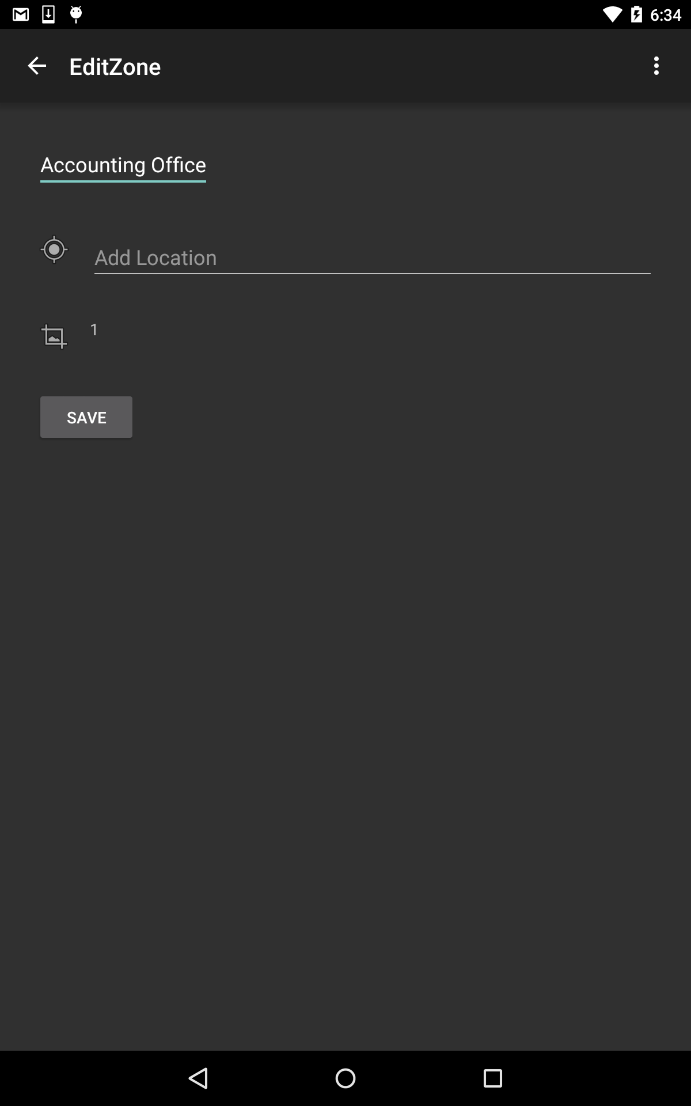 6:34
EditZone
Accounting Office
Add Location
1
SAVE